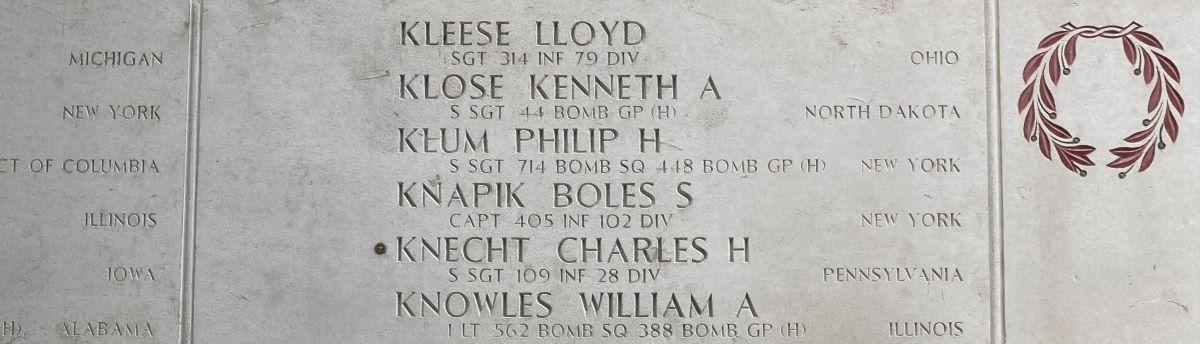 MICHIGAN
NEW YORK
CT OF COLUMBIA
ILLINOIS
IOWA
(H) ALABAMA
KLEESE LLOYD
SGT 314 INF 79 DIV OHIO
KLOSE KENNETH A
S SGT 44 BOMB GP (H) NORTH DAKOTA
KLUM PHILIP H
S SGT 714 BOMB SQ 448 BOMB GP (H) NEW YORK
KNAPIK BOLES S
CAPT 405 INF 102 DIV NEW YORK
KNECHT CHARLES H
S SGT 109 INF 28 DIV PENNSYLVANIA
KNOWLES WILLIAM A
1 LT 562 BOMB SQ 388 BOMB GP (H) ILLINOIS